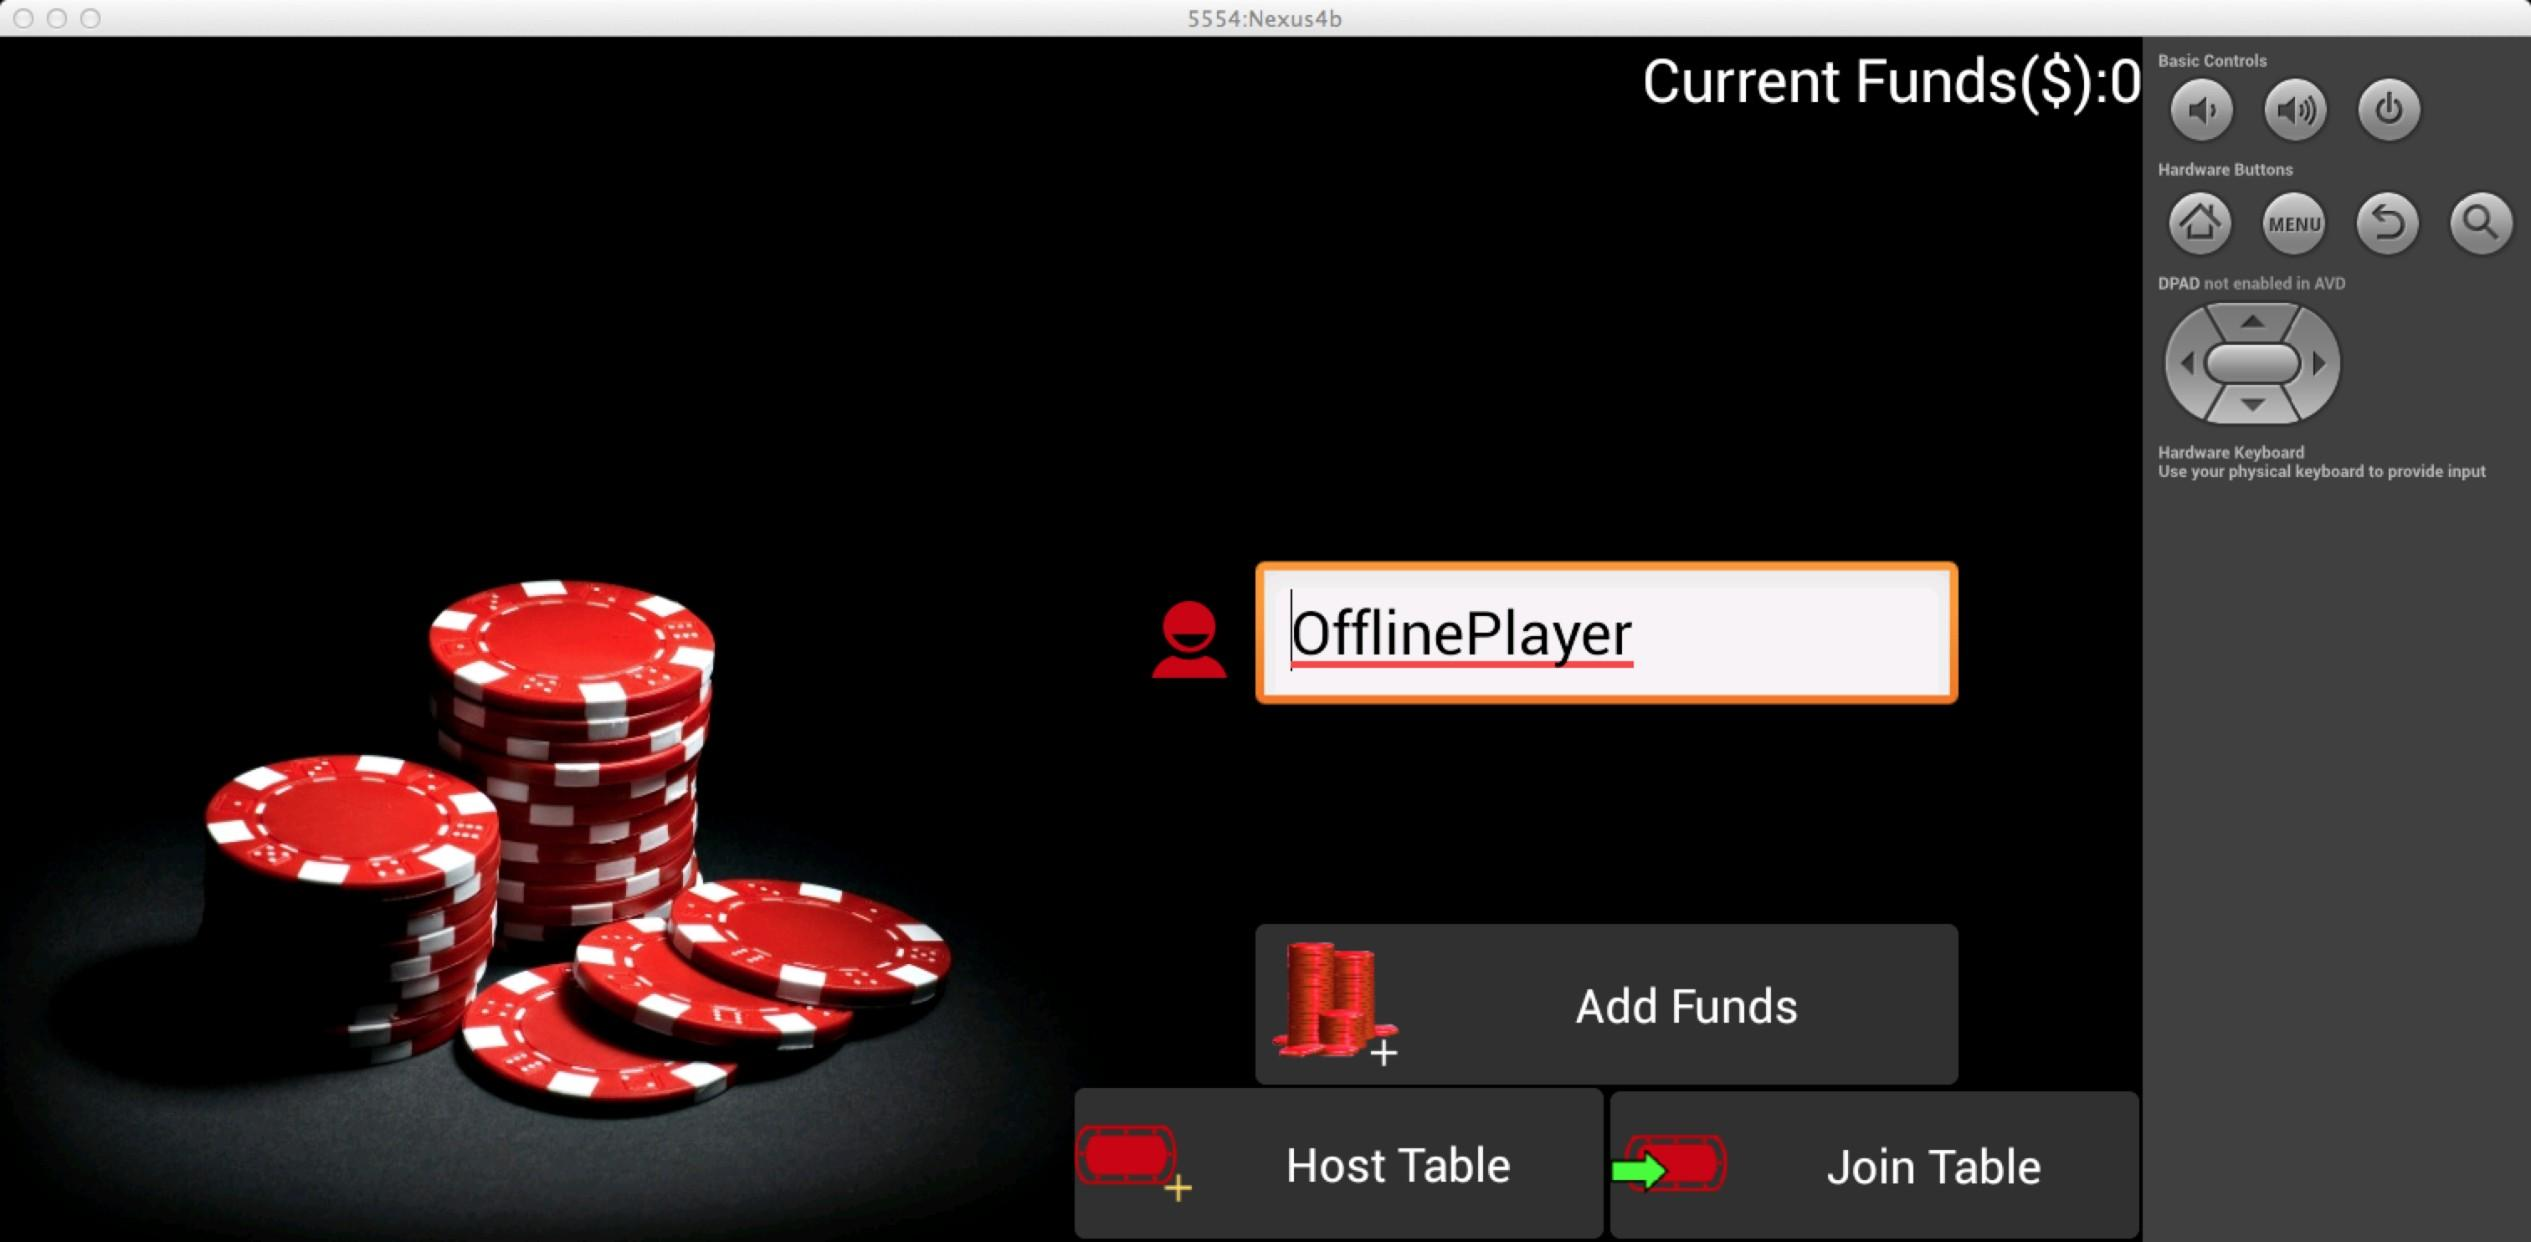 5554:Nexus4b
Current Funds($):0
Basic Controls
Hardware Buttons
MENU
DPAD not enabled in AVD
Hardware Keyboard
Use your physical keyboard to provide input
OfflinePlayer
Add Funds
Host Table
Join Table